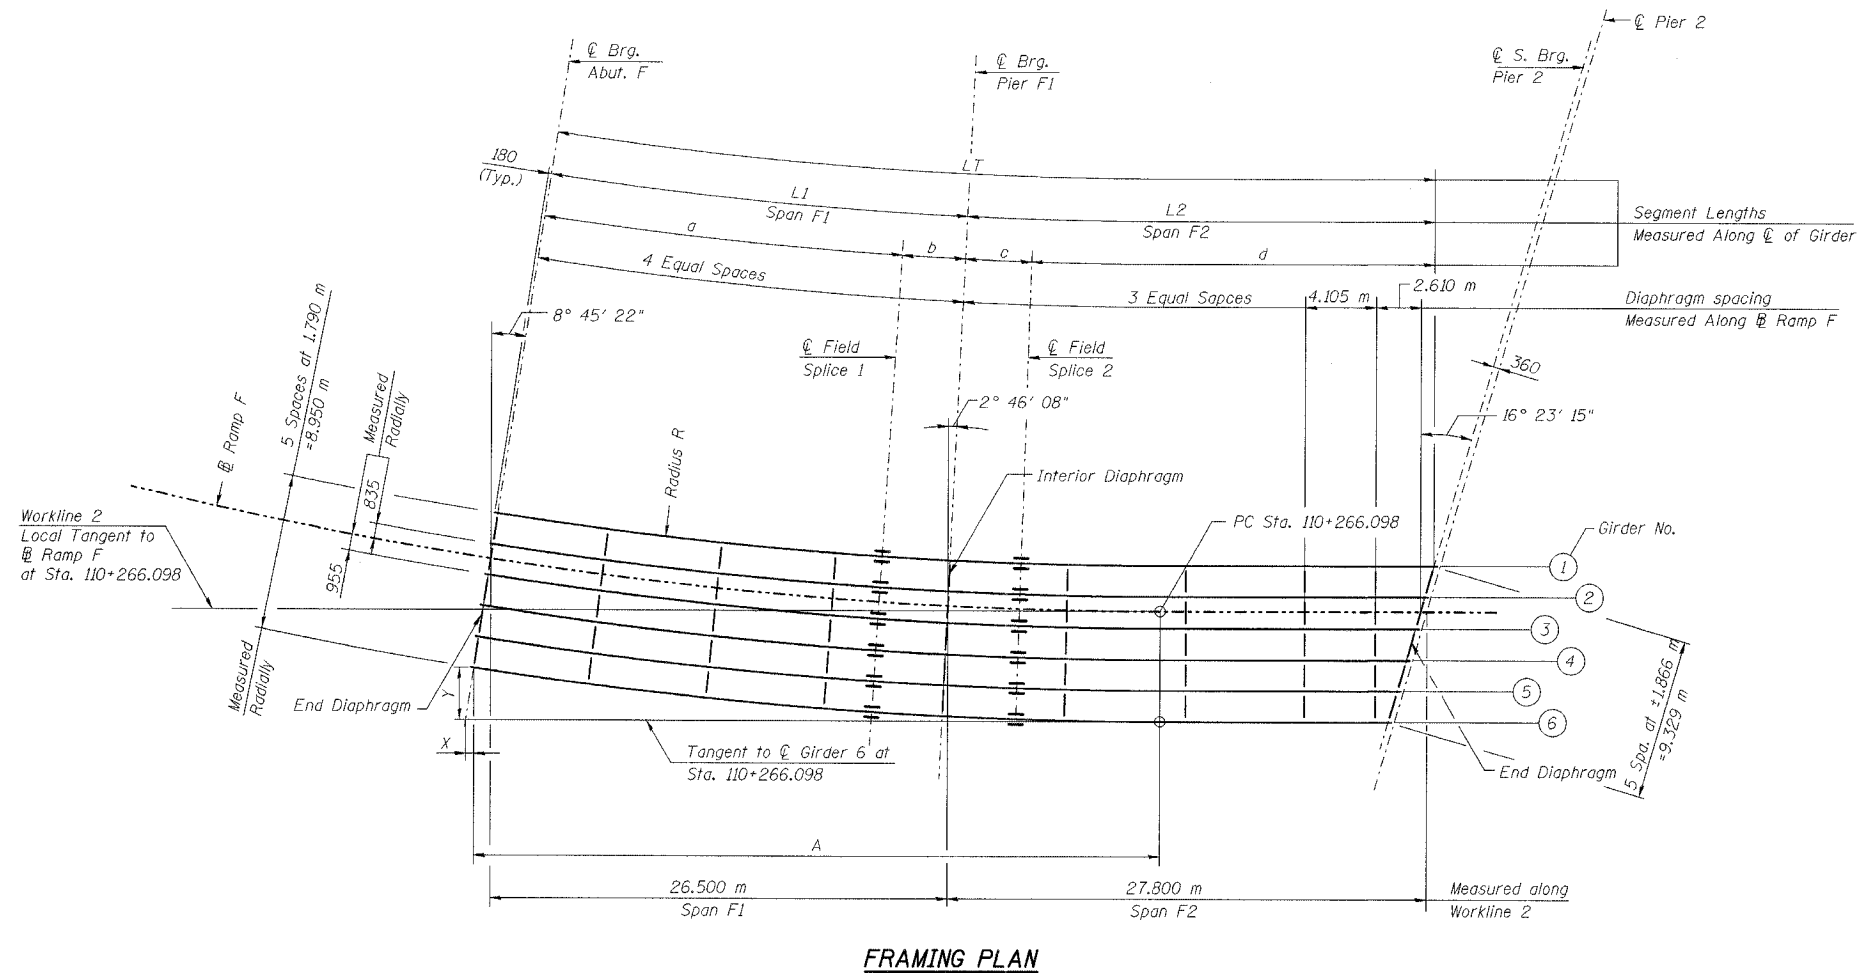 ℄ Pier 2
℄ Brg.
Abut. F
℄ Brg.
Pier F1
℄ S. Brg.
Pier 2
180
(Typ.)
LT
L1
Span F1
L2
Span F2
Segment Lengths
Measured Along ℄ of Girder
a
b
c
d
4 Equal Spaces
3 Equal Sapces
4.105 m
2.610 m
Diaphragm spacing
Measured Along ⅊ Ramp F
8° 45' 22"
℄ Field
Splice 1
℄ Field
Splice 2
360
2° 46' 08"
16° 23' 15"
5 Spaces at 1.790 m
=8.950 m
Measured
Radially
835
955
⅊ Ramp F
Radius R
Interior Diaphragm
PC Sta. 110+266.098
Girder No.
Workline 2
Local Tangent to
⅊ Ramp F
at Sta. 110+266.098
1
2
3
4
5
6
Measured
Radially
End Diaphragm
Y
X
Tangent to ℄ Girder 6 at
Sta. 110+266.098
End Diaphragm
5 Spa. at ±1.866 m
=9.329 m
A
26.500 m
Span F1
27.800 m
Span F2
Measured along
Workline 2
FRAMING PLAN